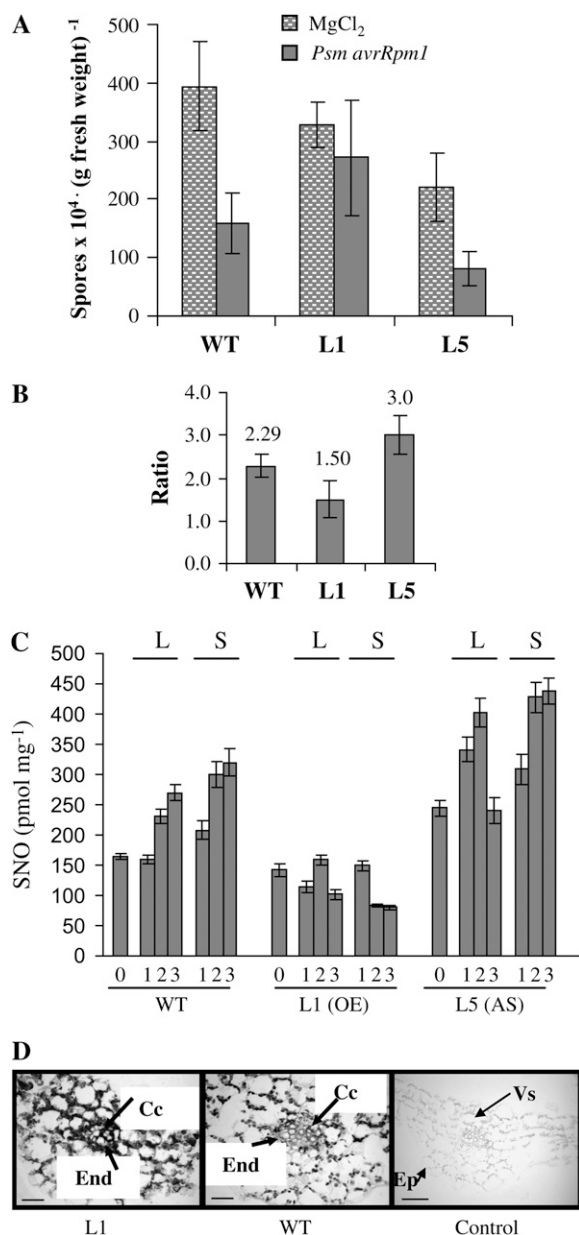 A
MgCl₂
Psm avrRpm1
Spores x 10⁴· (g fresh weight) ⁻¹
500
400
300
200
100
0
WT L1 L5
B
Ratio
4.0
3.0
2.0
1.0
0.0
2.29
1.50
3.0
WT L1 L5
C
L S L S L S
SNO (pmol mg⁻¹)
500
450
400
350
300
250
200
150
100
50
0
0 1 2 3 1 2 3 0 1 2 3 1 2 3 0 1 2 3 1 2 3
WT L1 (OE) L5 (AS)
D
Cc
End
Cc
End
Vs
Ep
L1 WT Control